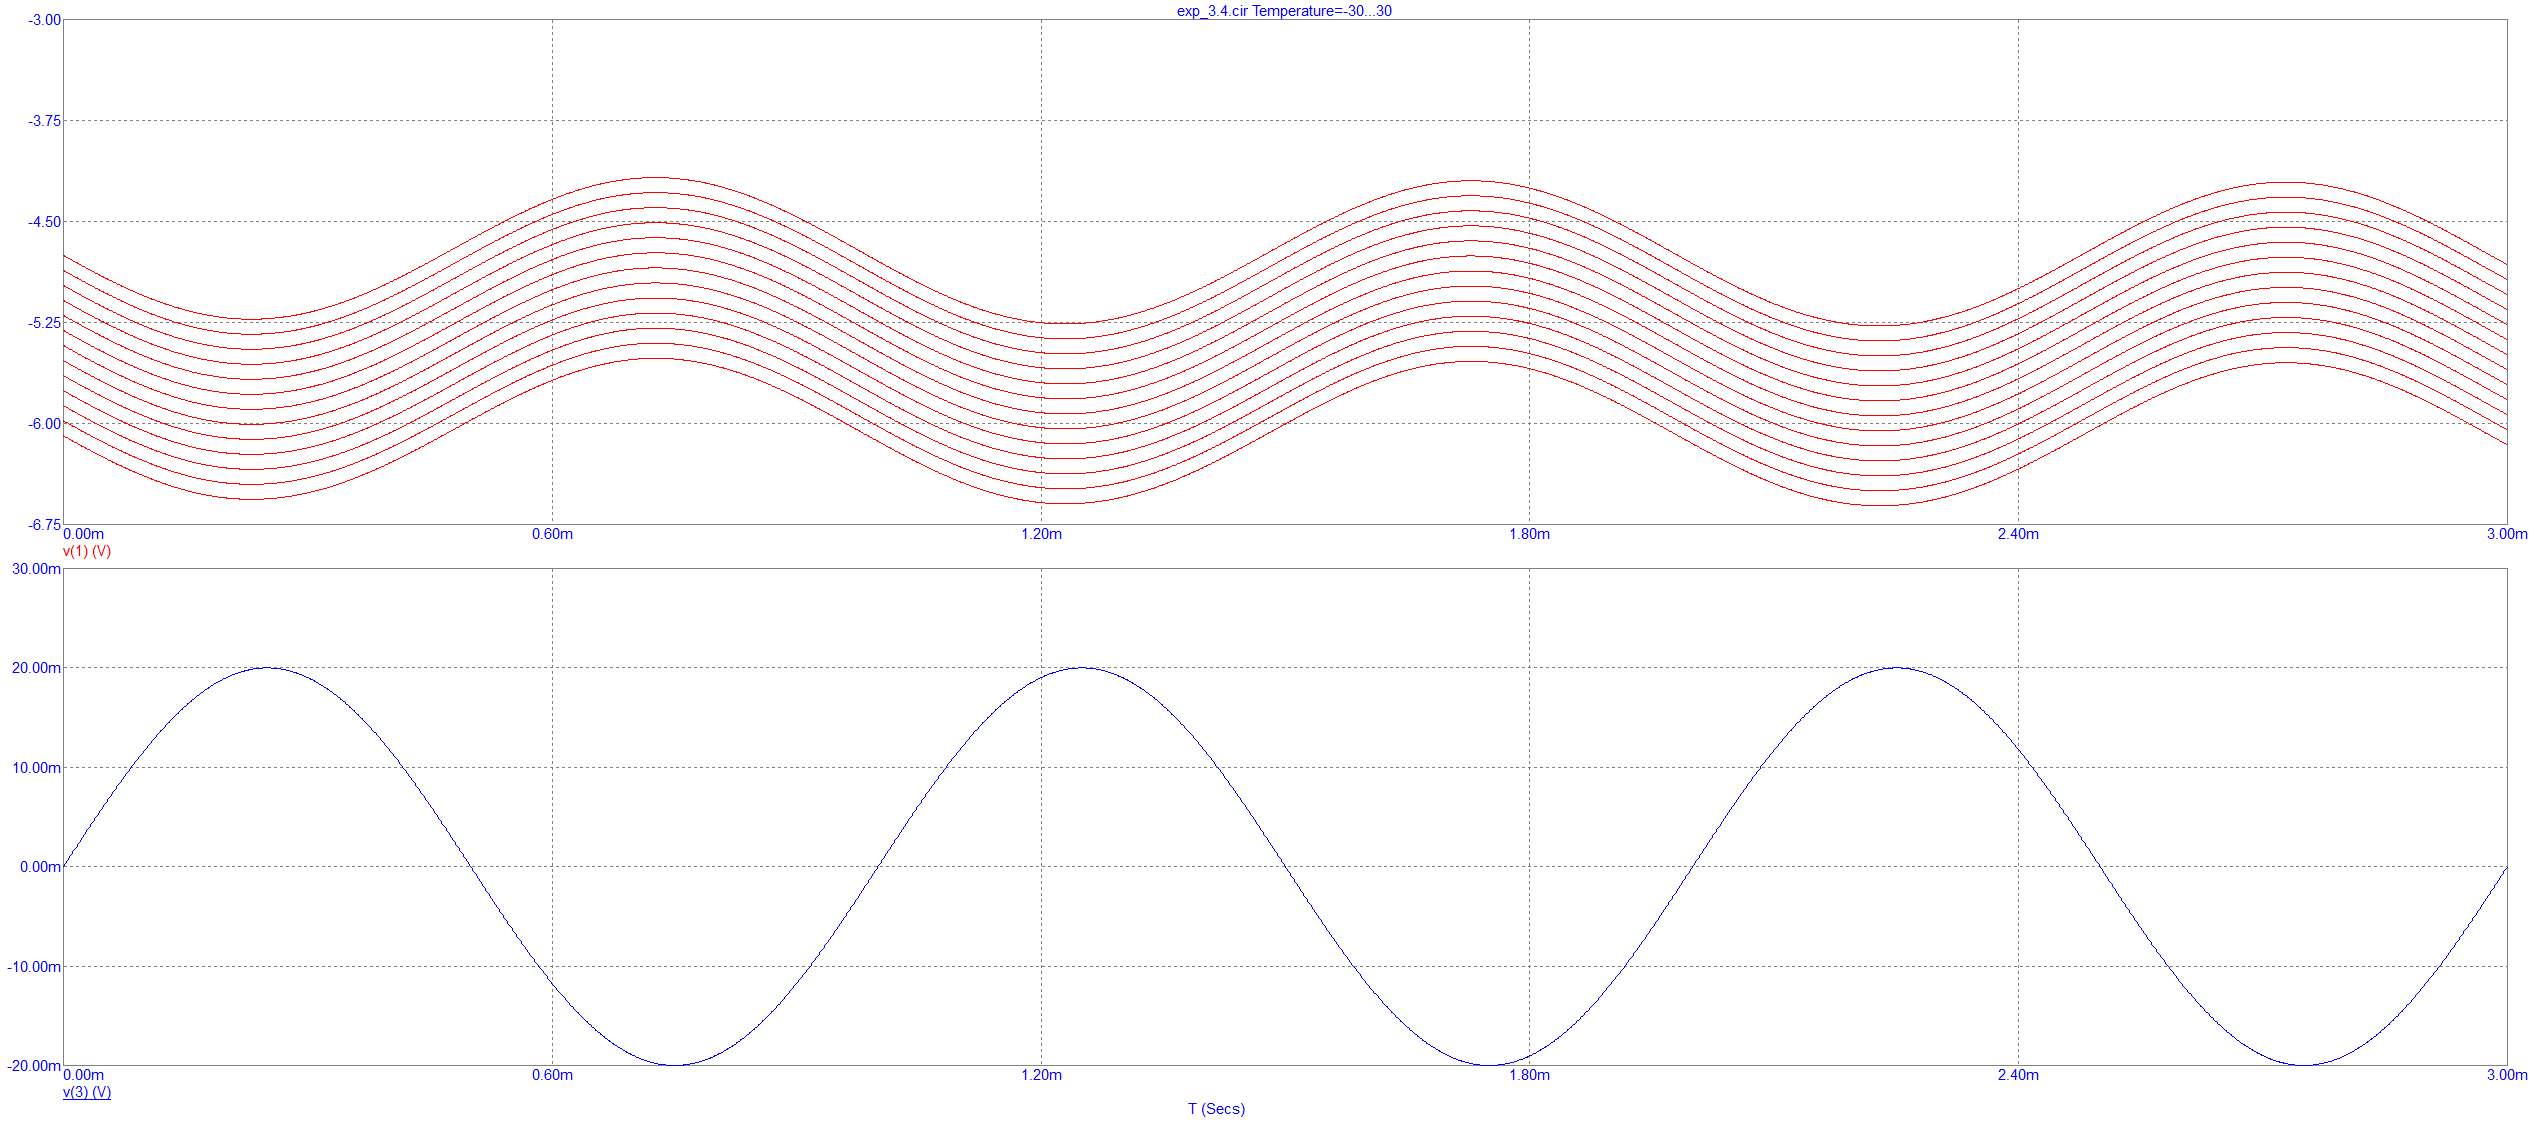 exp_3.4.cir Temperature=-30...30
-3.00
-3.75
-4.50
-5.25
-6.00
-6.75
0.00m 0.60m 1.20m 1.80m 2.40m 3.00m
v(1) (V)
30.00m
20.00m
10.00m
0.00m
-10.00m
-20.00m
0.00m 0.60m 1.20m 1.80m 2.40m 3.00m
v(3) (V)
T (Secs)